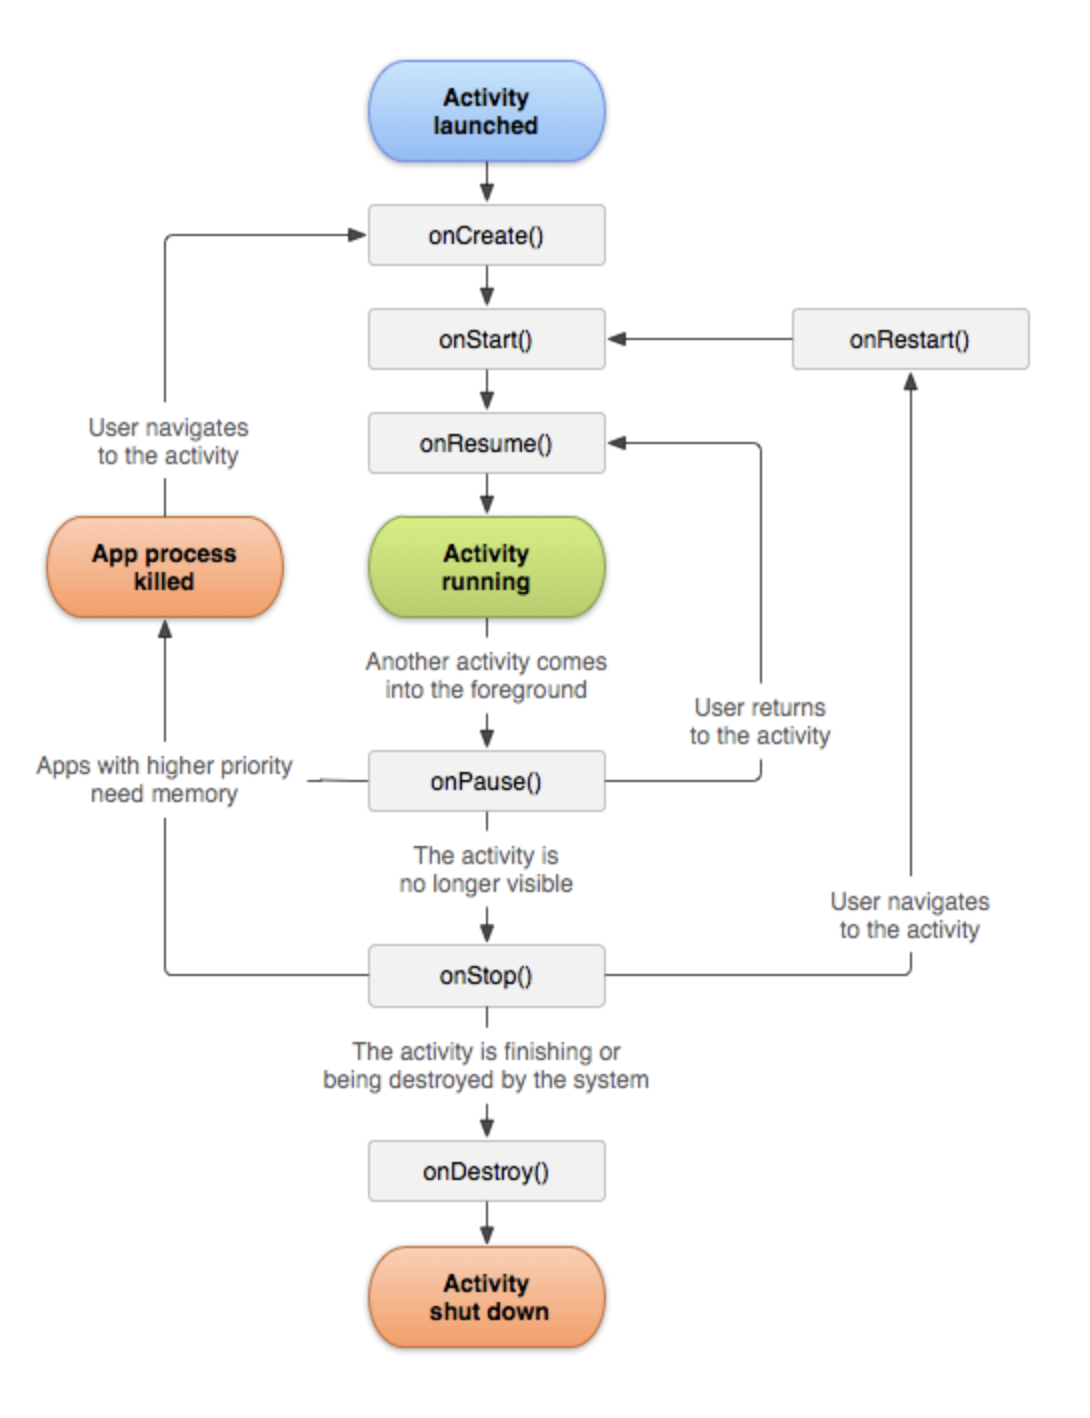 Activity
launched
onCreate()
onStart()
onRestart()
onResume()
User navigates
to the activity
App process
killed
Activity
running
Another activity comes
into the foreground
User returns
to the activity
Apps with higher priority
need memory
onPause()
The activity is
no longer visible
User navigates
to the activity
onStop()
The activity is finishing or
being destroyed by the system
onDestroy()
Activity
shut down